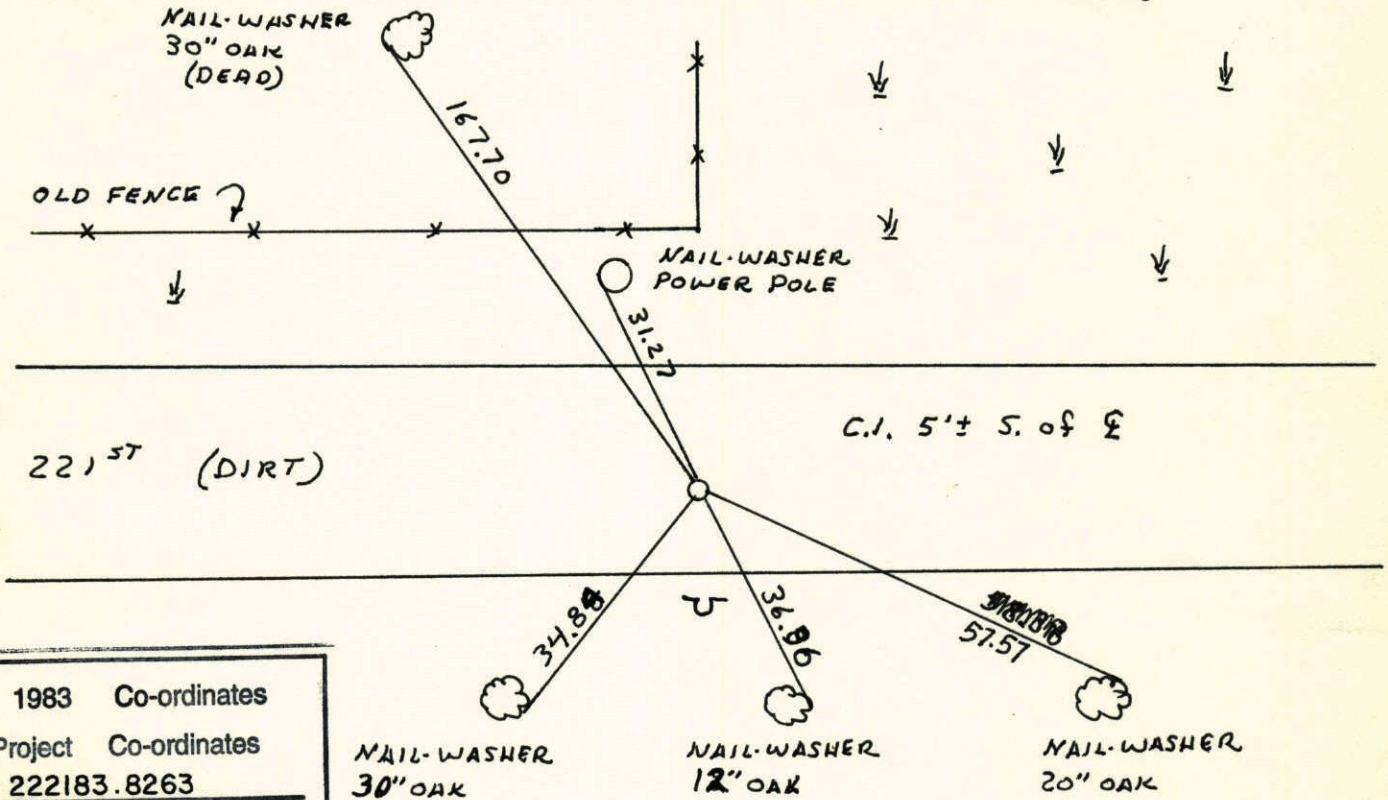 NAIL-WASHER
30" OAK
(DEAD)
167.70
OLD FENCE
NAIL-WASHER
POWER POLE
31.27
C.I. 5'± S. of ℄
221ST (DIRT)
36.96
57.57
1983 Co-ordinates
Project Co-ordinates
222183.8263
NAIL-WASHER
30" OAK
NAIL-WASHER
12" OAK
NAIL-WASHER
20" OAK